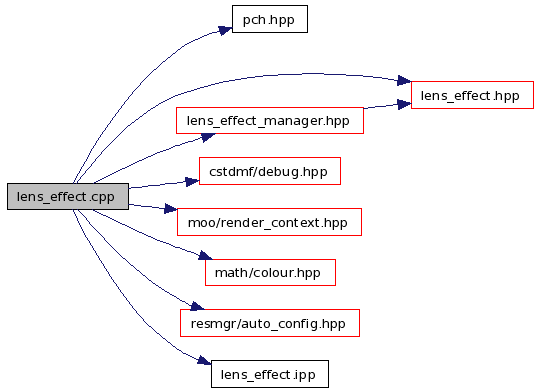 pch.hpp
lens_effect.hpp
lens_effect_manager.hpp
cstdmf/debug.hpp
lens_effect.cpp
moo/render_context.hpp
math/colour.hpp
resmgr/auto_config.hpp
lens_effect.ipp